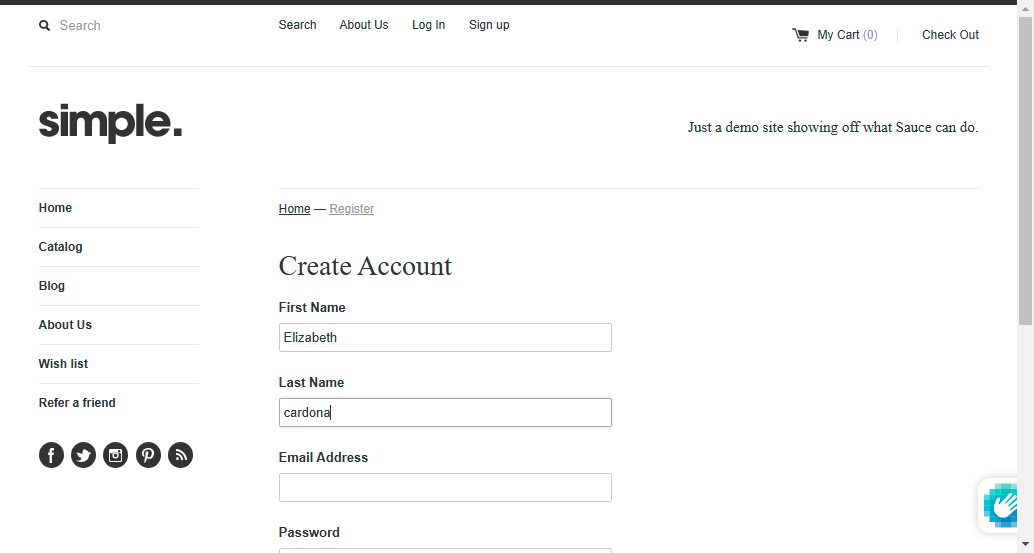 Search
Search About Us Log In Sign up
My Cart (0) Check Out
simple.
Just a demo site showing off what Sauce can do.
Home
Catalog
Blog
About Us
Wish list
Refer a friend
Home — Register
Create Account
First Name
Elizabeth
Last Name
cardona
Email Address
Password